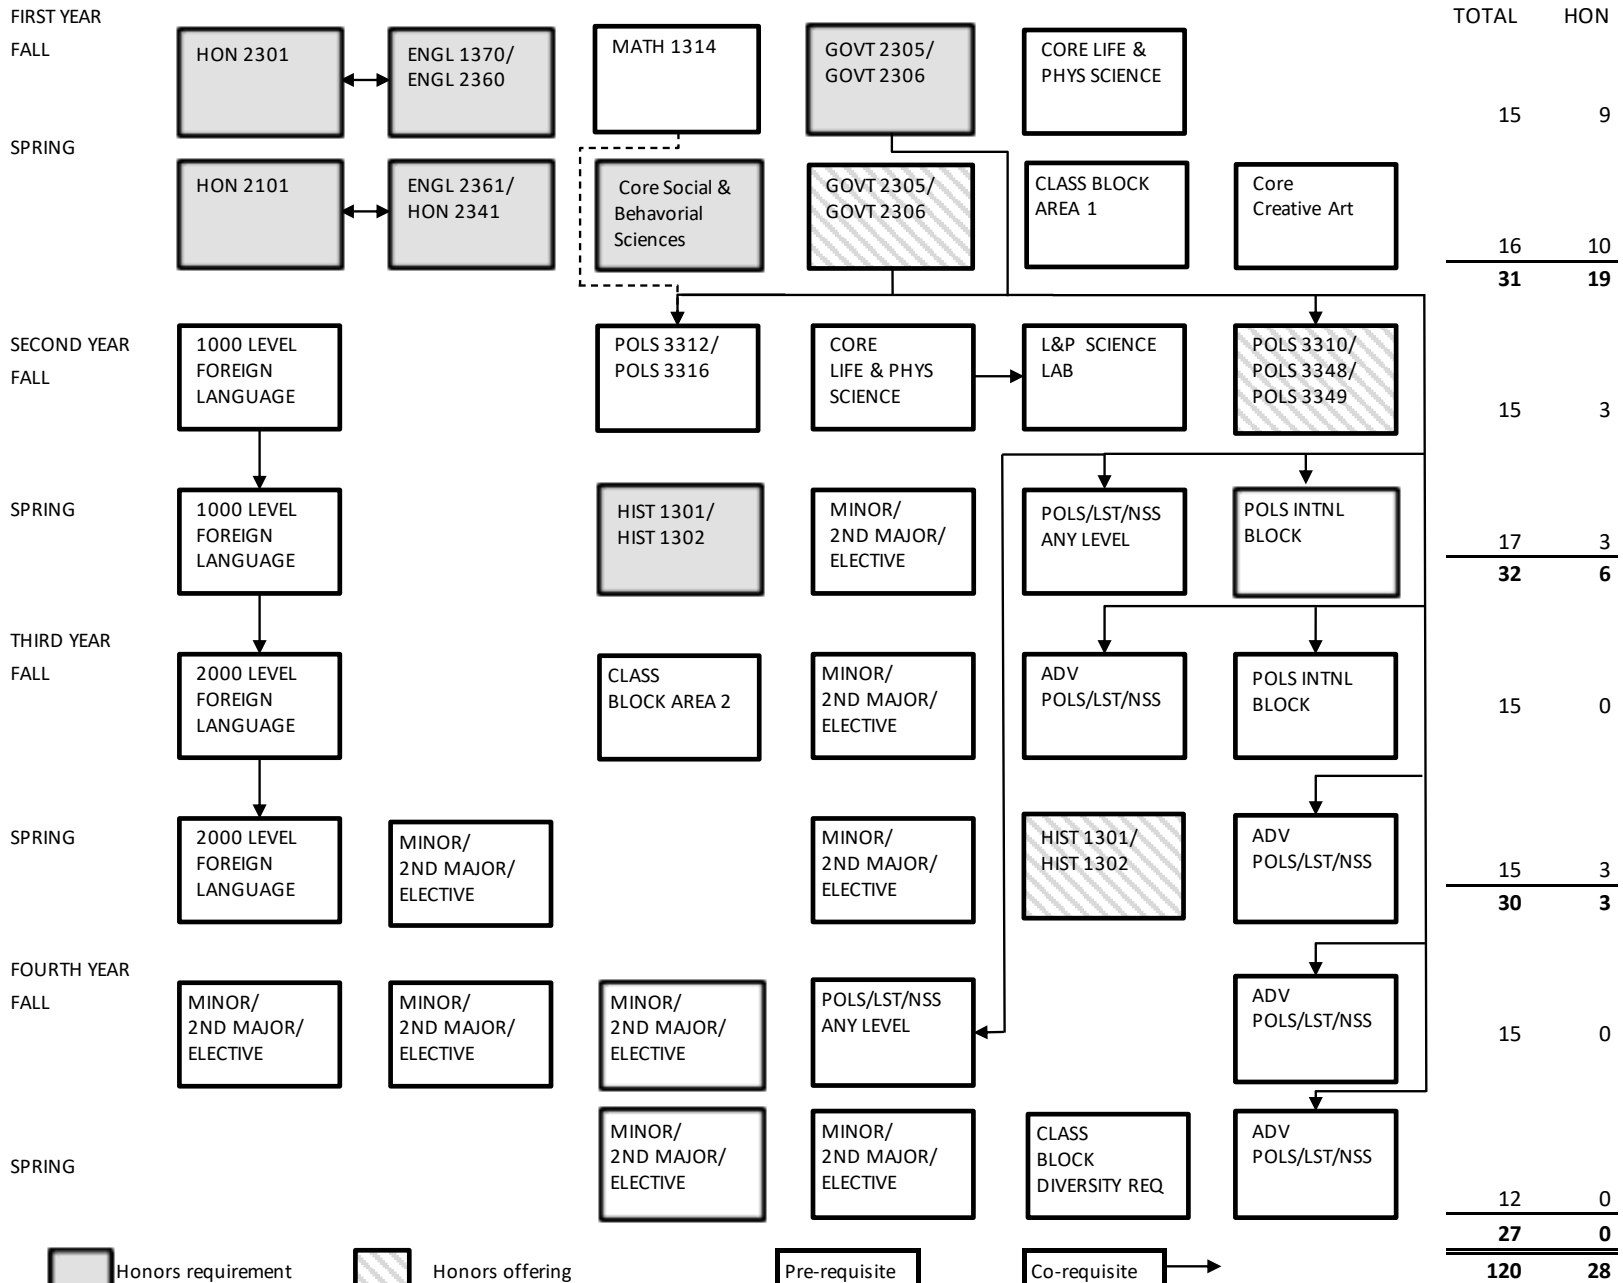 FIRST YEAR
TOTAL HON
FALL
HON 2301
ENGL 1370/
ENGL 2360
MATH 1314
GOVT 2305/
GOVT 2306
CORE LIFE &
PHYS SCIENCE
15 9
SPRING
HON 2101
ENGL 2361/
HON 2341
Core Social &
Behavorial
Sciences
GOVT 2305/
GOVT 2306
CLASS BLOCK
AREA 1
Core
Creative Art
16 10
31 19
SECOND YEAR
FALL
1000 LEVEL
FOREIGN
LANGUAGE
POLS 3312/
POLS 3316
CORE
LIFE & PHYS
SCIENCE
L&P SCIENCE
LAB
POLS 3310/
POLS 3348/
POLS 3349
15 3
SPRING
1000 LEVEL
FOREIGN
LANGUAGE
HIST 1301/
HIST 1302
MINOR/
2ND MAJOR/
ELECTIVE
POLS/LST/NSS
ANY LEVEL
POLS INTNL
BLOCK
17 3
32 6
THIRD YEAR
FALL
2000 LEVEL
FOREIGN
LANGUAGE
CLASS
BLOCK AREA 2
MINOR/
2ND MAJOR/
ELECTIVE
ADV
POLS/LST/NSS
POLS INTNL
BLOCK
15 0
SPRING
2000 LEVEL
FOREIGN
LANGUAGE
MINOR/
2ND MAJOR/
ELECTIVE
MINOR/
2ND MAJOR/
ELECTIVE
HIST 1301/
HIST 1302
ADV
POLS/LST/NSS
15 3
30 3
FOURTH YEAR
FALL
MINOR/
2ND MAJOR/
ELECTIVE
MINOR/
2ND MAJOR/
ELECTIVE
MINOR/
2ND MAJOR/
ELECTIVE
POLS/LST/NSS
ANY LEVEL
ADV
POLS/LST/NSS
15 0
SPRING
MINOR/
2ND MAJOR/
ELECTIVE
MINOR/
2ND MAJOR/
ELECTIVE
CLASS
BLOCK
DIVERSITY REQ
ADV
POLS/LST/NSS
12 0
27 0
Honors requirement
Honors offering
Pre-requisite
Co-requisite
120 28